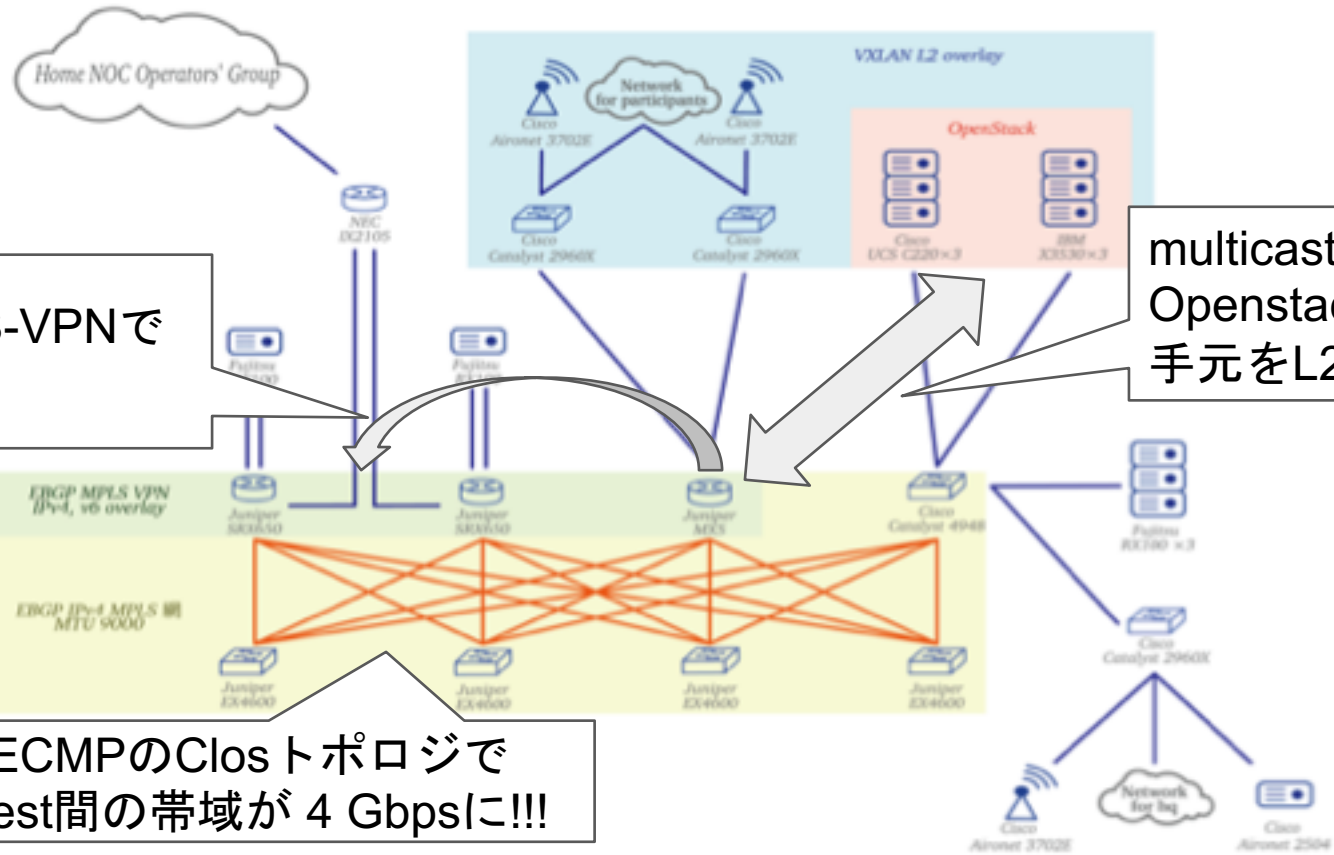 Home NOC Operators' Group
VXLAN L2 overlay
Network
for participants
Cisco
Aironet 3702E
Cisco
Aironet 3702E
OpenStack
NEC
IX2105
Cisco
Catalyst 2960X
Cisco
Catalyst 2960X
Cisco
UCS C220×3
IBM
X3530×3
-VPNで
multicast
Openstac
手元をL2
Fujitsu
Fujitsu
EBGP MPLS VPN
IPv4, v6 overlay
Juniper
SRX650
Juniper
SRX650
Juniper
MX5
Cisco
Catalyst 4948
Fujitsu
RX100 ×3
EBGP IPv4 MPLS 網
MTU 9000
Juniper
EX4600
Juniper
EX4600
Juniper
EX4600
Juniper
EX4600
Cisco
Catalyst 2960X
ECMPのClosトポロジで
est間の帯域が 4 Gbpsに!!!
Cisco
Aironet 3702E
Network
for hq
Cisco
Aironet 2504